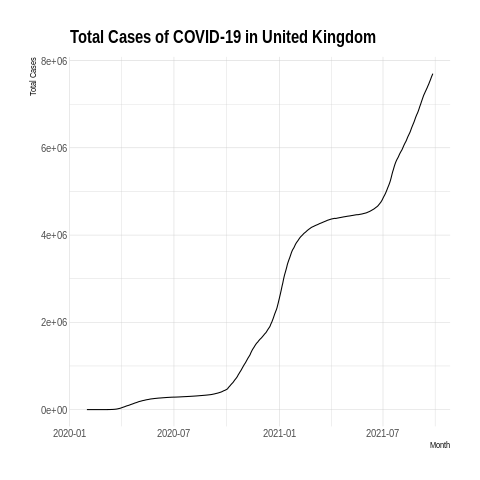 Total Cases of COVID-19 in United Kingdom
Total Cases
8e+06
6e+06
4e+06
2e+06
0e+00
2020-01 2020-07 2021-01 2021-07
Month